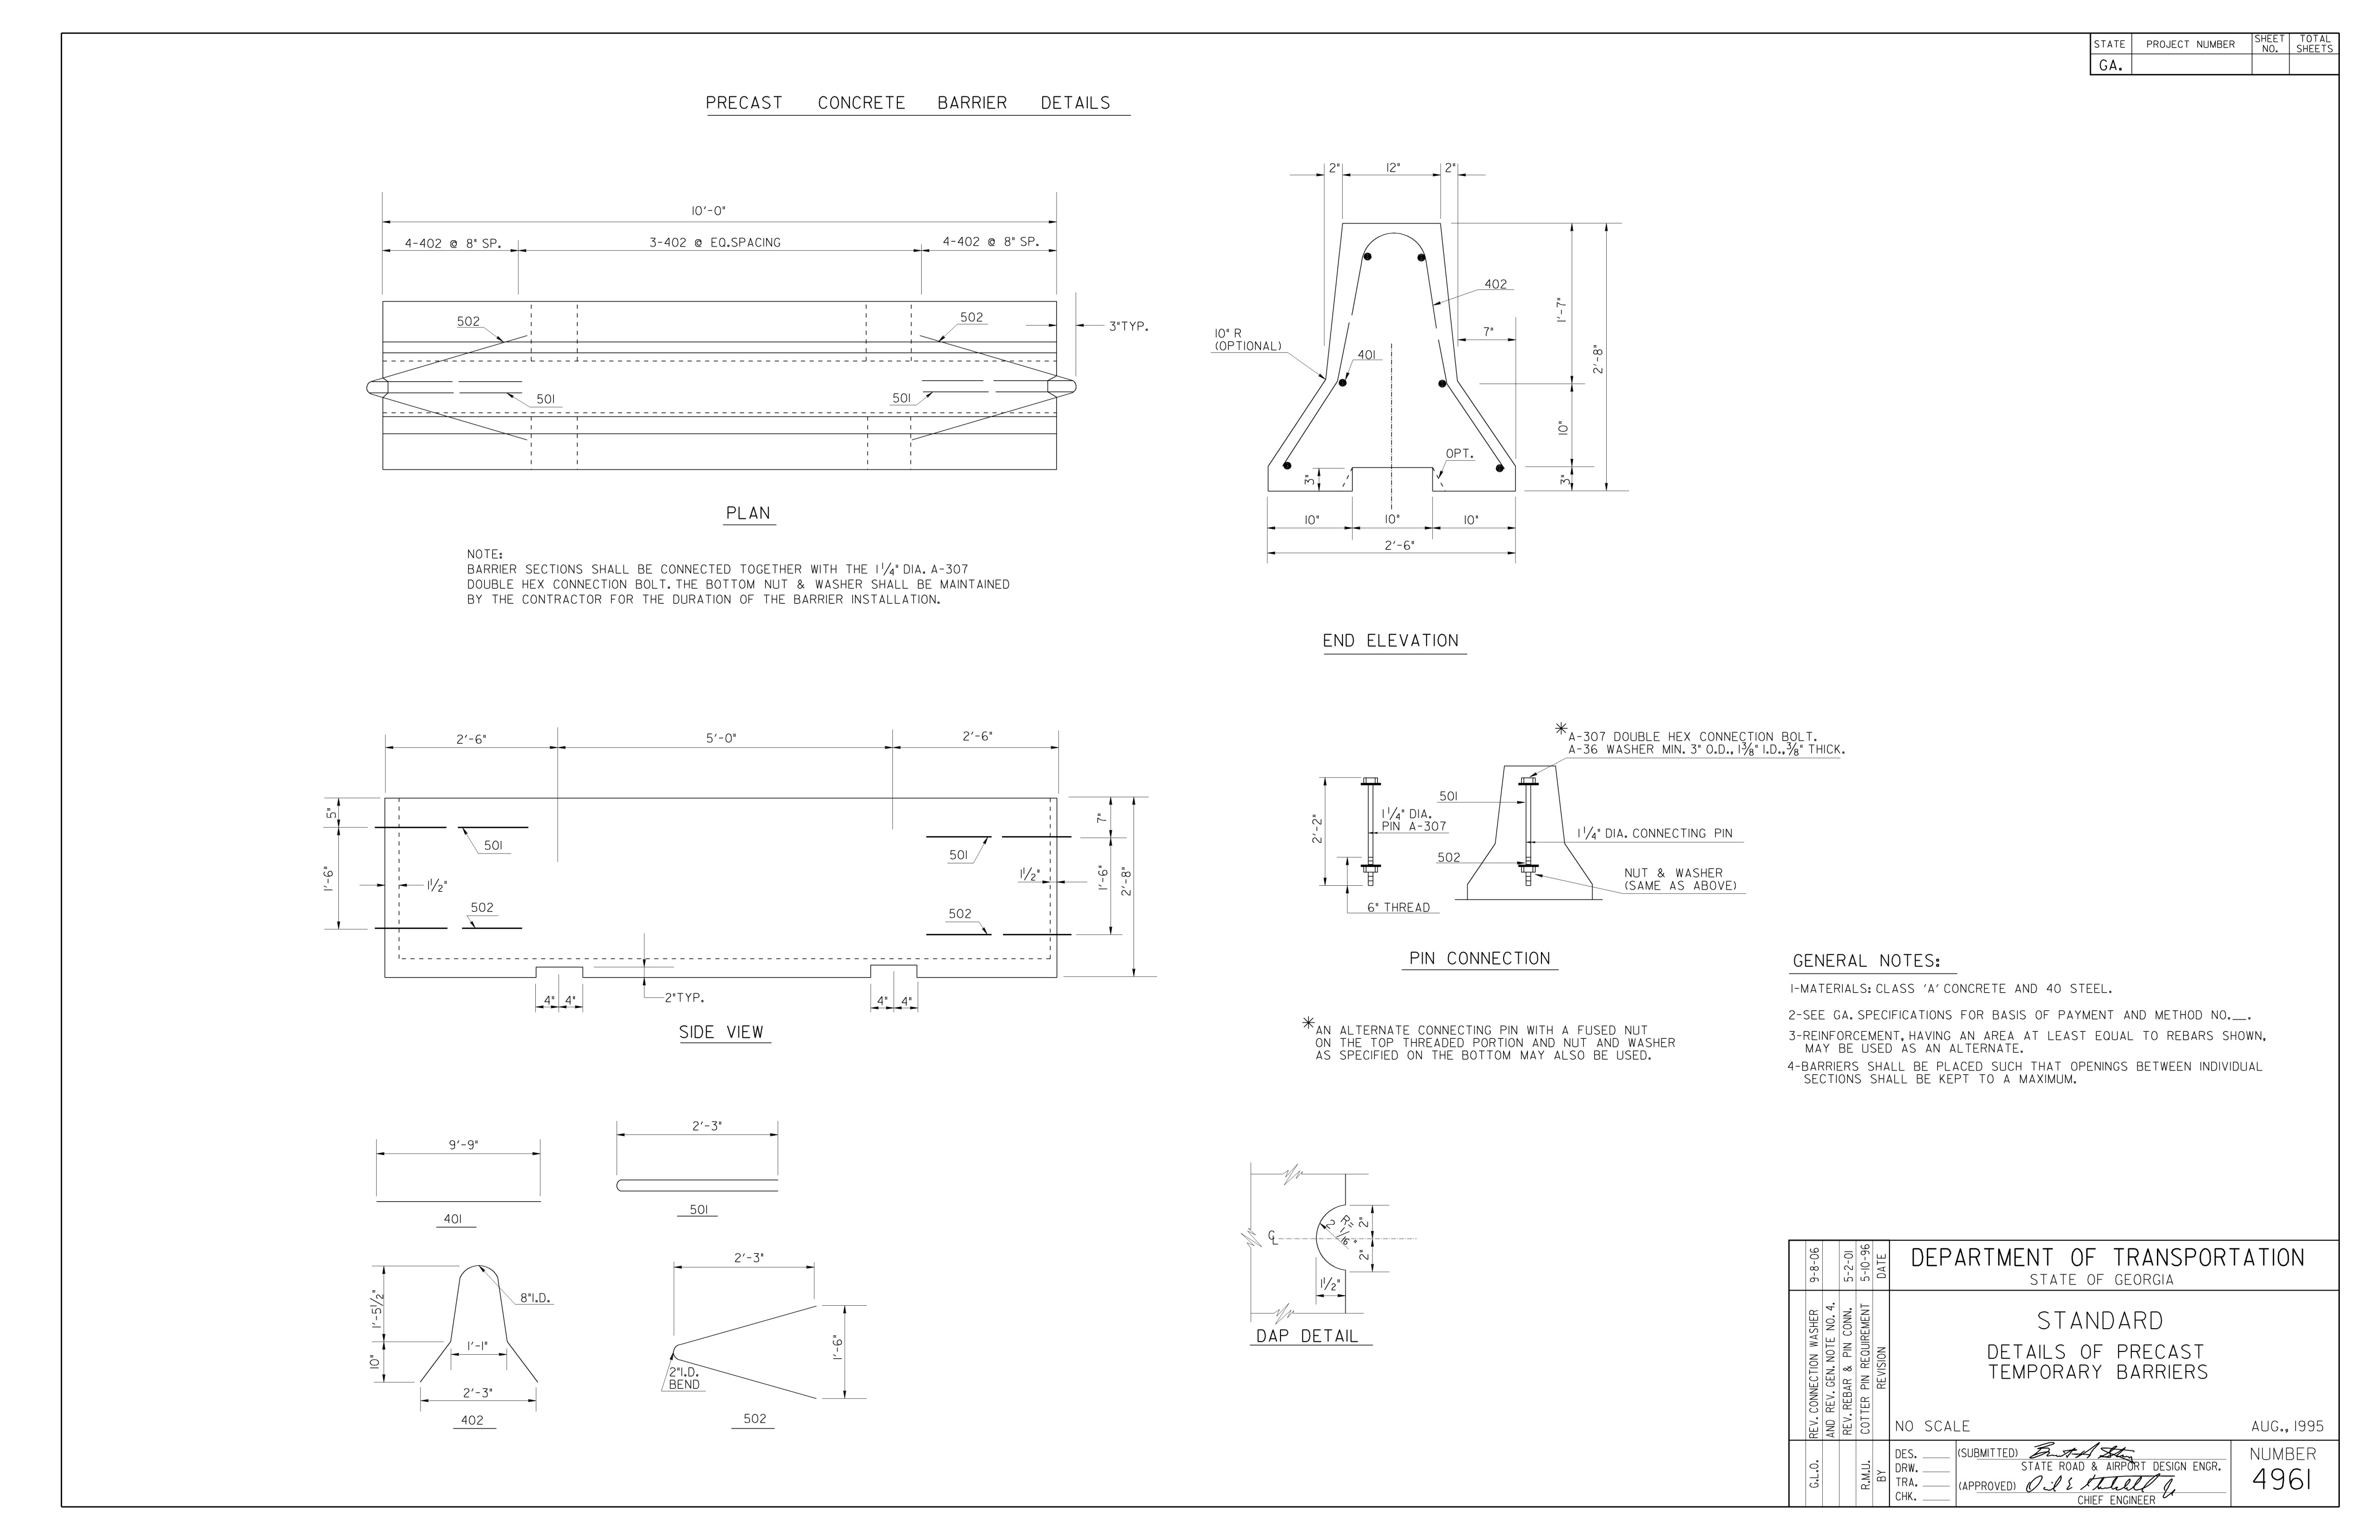 STATE PROJECT NUMBER SHEET NO. TOTAL SHEETS
GA.
PRECAST CONCRETE BARRIER DETAILS
10'-0"
4-402 @ 8" SP. 3-402 @ EQ.SPACING 4-402 @ 8" SP.
502 502
3"TYP.
501 501
PLAN
NOTE:
BARRIER SECTIONS SHALL BE CONNECTED TOGETHER WITH THE 1 1/4" DIA. A-307
DOUBLE HEX CONNECTION BOLT. THE BOTTOM NUT & WASHER SHALL BE MAINTAINED
BY THE CONTRACTOR FOR THE DURATION OF THE BARRIER INSTALLATION.
2" 12" 2"
402
1'-7"
7"
10" R
(OPTIONAL)
401
2'-8"
10"
OPT.
3" 3"
10" 10" 10"
2'-6"
END ELEVATION
2'-6" 5'-0" 2'-6"
5" 7"
501 501
1'-6" 1 1/2" 1 1/2" 1'-6" 2'-8"
502 502
4" 4" 2"TYP. 4" 4"
SIDE VIEW
* A-307 DOUBLE HEX CONNECTION BOLT.
A-36 WASHER MIN. 3" O.D., 1 3/8" I.D., 3/8" THICK.
501
2'-2"
1 1/4" DIA.
PIN A-307
1 1/4" DIA. CONNECTING PIN
502
NUT & WASHER
(SAME AS ABOVE)
6" THREAD
PIN CONNECTION
* AN ALTERNATE CONNECTING PIN WITH A FUSED NUT
ON THE TOP THREADED PORTION AND NUT AND WASHER
AS SPECIFIED ON THE BOTTOM MAY ALSO BE USED.
GENERAL NOTES:
1-MATERIALS: CLASS 'A' CONCRETE AND 40 STEEL.
2-SEE GA. SPECIFICATIONS FOR BASIS OF PAYMENT AND METHOD NO.__.
3-REINFORCEMENT, HAVING AN AREA AT LEAST EQUAL TO REBARS SHOWN,
MAY BE USED AS AN ALTERNATE.
4-BARRIERS SHALL BE PLACED SUCH THAT OPENINGS BETWEEN INDIVIDUAL
SECTIONS SHALL BE KEPT TO A MAXIMUM.
9'-9"
401
2'-3"
501
1'-5 1/2"
8"I.D.
1'-1"
10"
2'-3"
402
2'-3"
1'-6"
2"I.D.
BEND
502
R= 2 1/16"
2"
2"
CL
1 1/2"
DAP DETAIL
9-8-06 5-2-01 5-10-96 DATE
REV. CONNECTION WASHER
AND REV. GEN. NOTE NO. 4.
REV. REBAR & PIN CONN.
COTTER PIN REQUIREMENT
REVISION
G.L.O. R.M.U. BY
DEPARTMENT OF TRANSPORTATION
STATE OF GEORGIA
STANDARD
DETAILS OF PRECAST
TEMPORARY BARRIERS
NO SCALE AUG., 1995
DES. ____
DRW. ____
TRA. ____
CHK. ____
(SUBMITTED)
STATE ROAD & AIRPORT DESIGN ENGR.
(APPROVED)
CHIEF ENGINEER
NUMBER
4961